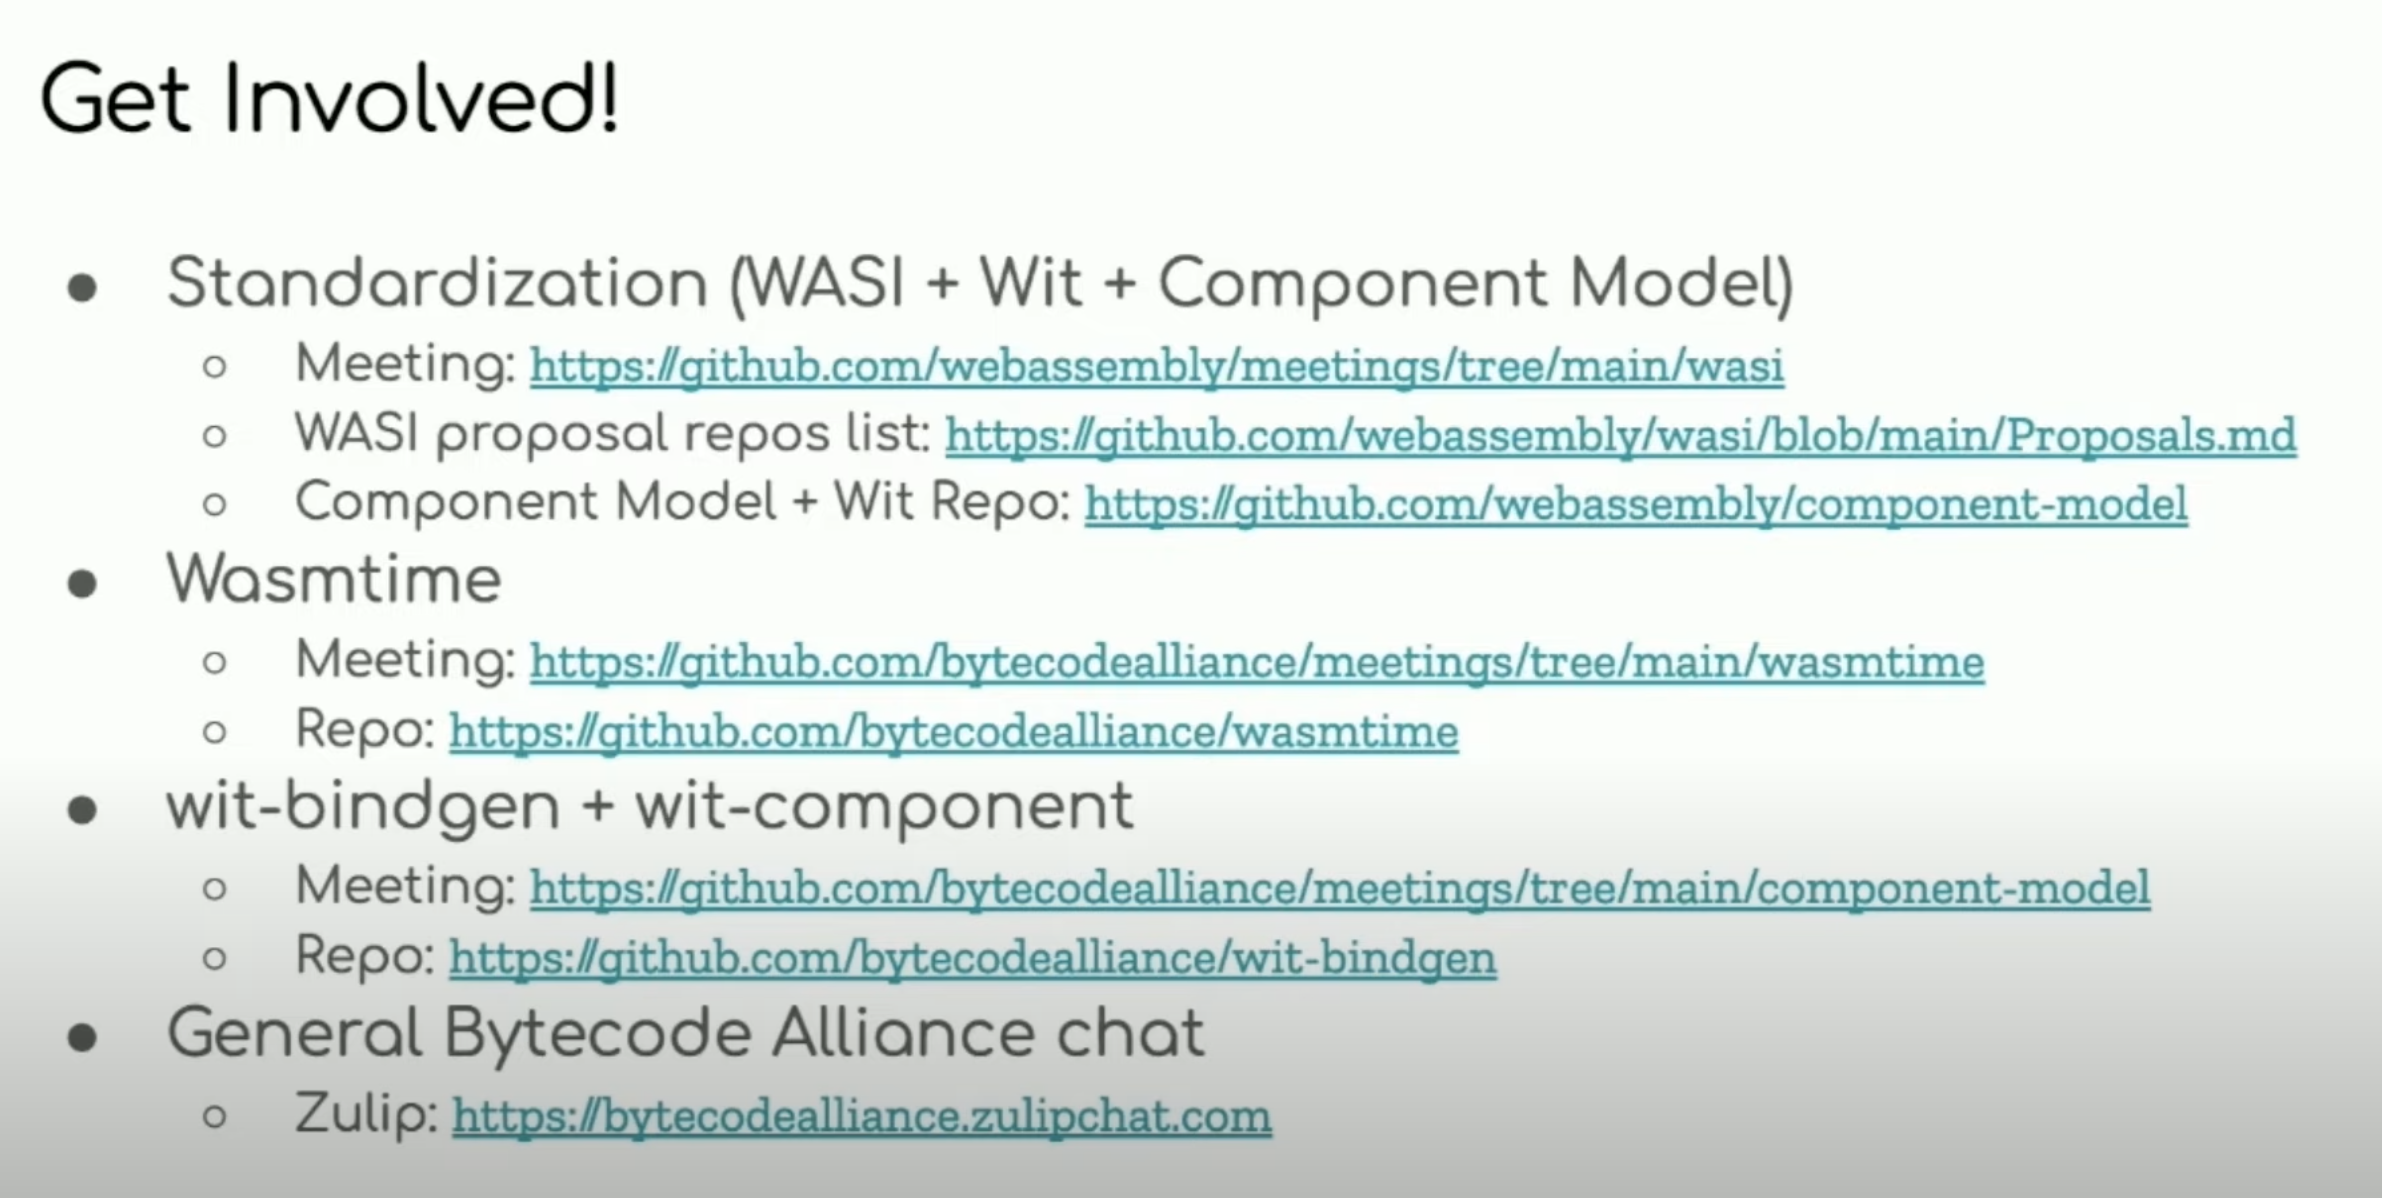 Get Involved!
● Standardization (WASI + Wit + Component Model)
○ Meeting: https://github.com/webassembly/meetings/tree/main/wasi
○ WASI proposal repos list: https://github.com/webassembly/wasi/blob/main/Proposals.md
○ Component Model + Wit Repo: https://github.com/webassembly/component-model
● Wasmtime
○ Meeting: https://github.com/bytecodealliance/meetings/tree/main/wasmtime
○ Repo: https://github.com/bytecodealliance/wasmtime
● wit-bindgen + wit-component
○ Meeting: https://github.com/bytecodealliance/meetings/tree/main/component-model
○ Repo: https://github.com/bytecodealliance/wit-bindgen
● General Bytecode Alliance chat
○ Zulip: https://bytecodealliance.zulipchat.com